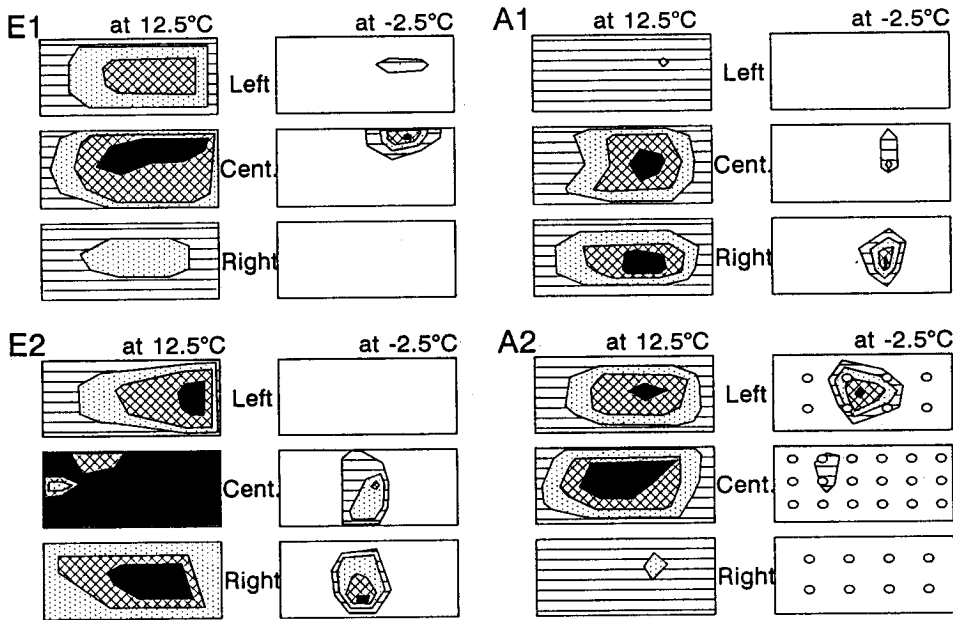 E1 at 12.5°C at -2.5°C
Left
Cent.
Right
A1 at 12.5°C at -2.5°C
Left
Cent.
Right
E2 at 12.5°C at -2.5°C
Left
Cent.
Right
A2 at 12.5°C at -2.5°C
Left
Cent.
Right